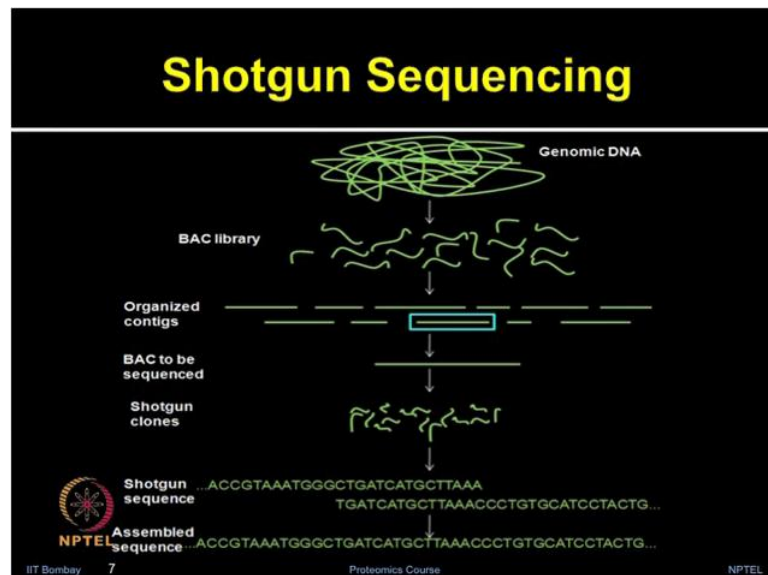 Shotgun Sequencing
Genomic DNA
BAC library
Organized
contigs
BAC to be
sequenced
Shotgun
clones
Shotgun
sequence
...ACCGTAAATGGGCTGATCATGCTTAAA
TGATCATGCTTAAACCCTGTGCATCCTACTG...
Assembled
sequence
...ACCGTAAATGGGCTGATCATGCTTAAACCCTGTGCATCCTACTG...
NPTEL
IIT Bombay 7 Proteomics Course NPTEL